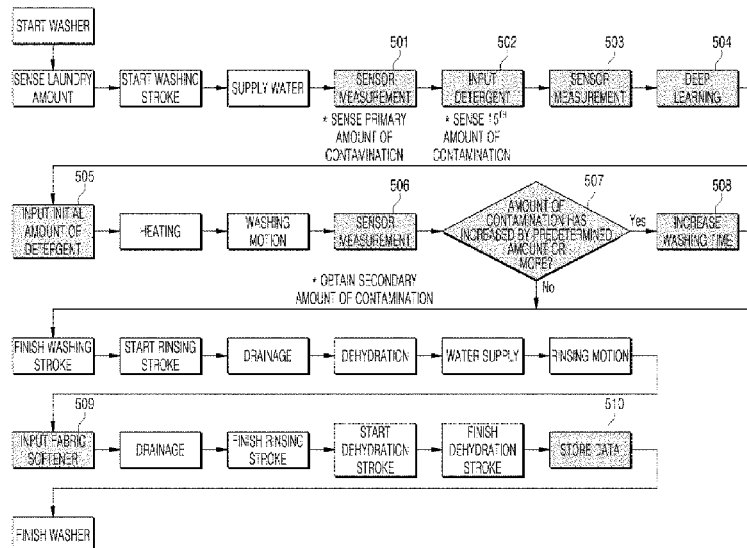 START WASHER
501
502
503
504
SENSE LAUNDRY
AMOUNT
START WASHING
STROKE
SUPPLY WATER
SENSOR
MEASUREMENT
INPUT
DETERGENT
SENSOR
MEASUREMENT
DEEP
LEARNING
* SENSE PRIMARY
AMOUNT OF
CONTAMINATION
* SENSE 15TH
AMOUNT OF
CONTAMINATION
505
506
507
508
INPUT INITIAL
AMOUNT OF
DETERGENT
HEATING
WASHING
MOTION
SENSOR
MEASUREMENT
AMOUNT OF
CONTAMINATION HAS
INCREASED BY PREDETERMINED
AMOUNT OR
MORE?
Yes
INCREASE
WASHING TIME
* OBTAIN SECONDARY
AMOUNT OF CONTAMINATION
No
FINISH WASHING
STROKE
START RINSING
STROKE
DRAINAGE
DEHYDRATION
WATER SUPPLY
RINSING MOTION
509
510
INPUT FABRIC
SOFTENER
DRAINAGE
FINISH RINSING
STROKE
START
DEHYDRATION
STROKE
FINISH
DEHYDRATION
STROKE
STORE DATA
FINISH WASHER